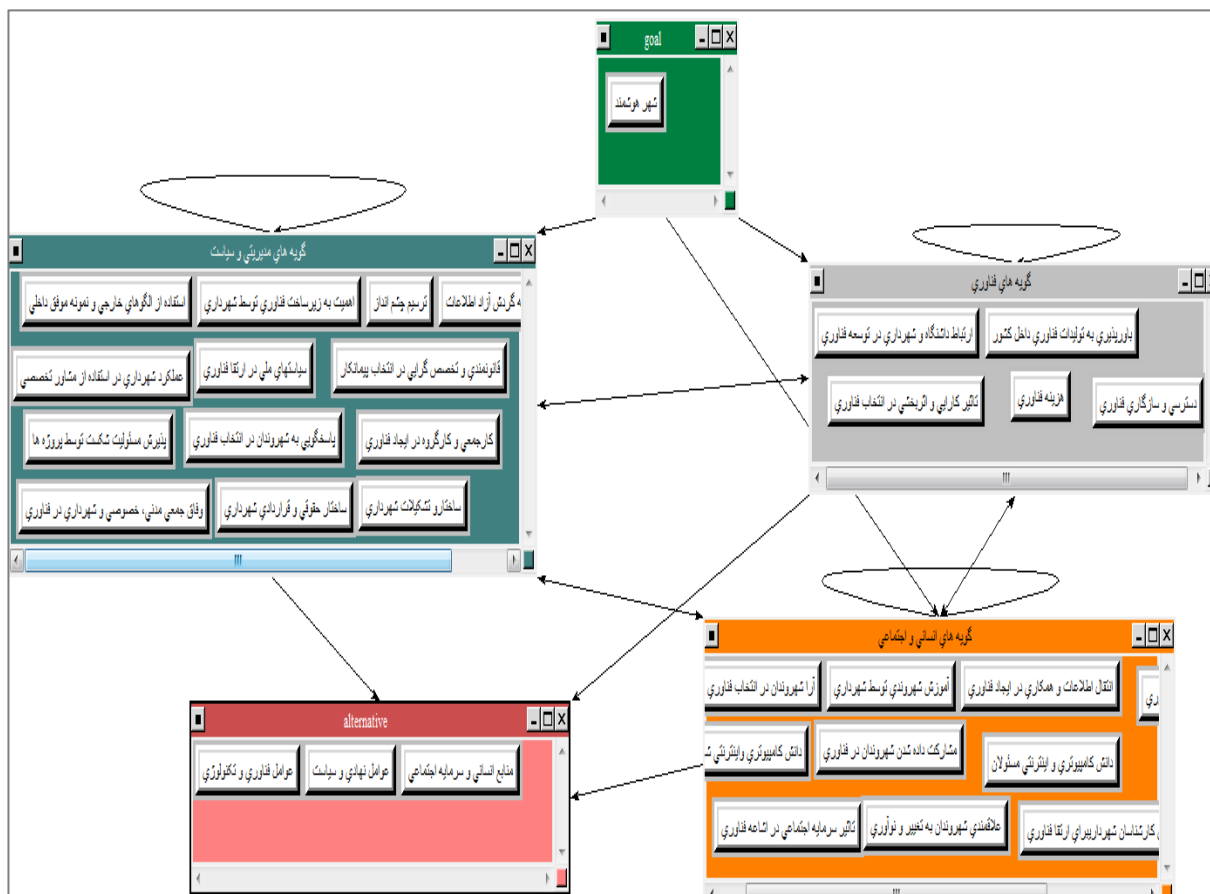 goal
شهر هوشمند
گويه هاي مديريتي و سياست
ه گردش آزاد اطلاعات
ترسيم چشم انداز
اهميت به زيرساخت فناوري توسط شهرداري
استفاده از الگوهاي خارجي و نمونه موفق داخلي
قانونمندي و تخصص گرايي در انتخاب پيمانكار
سياستهاي ملي در ارتقا فناوري
عملكرد شهرداري در استفاده از مشاور تخصصي
كارجمعي و كارگروه در ايجاد فناوري
پاسخگويي به شهروندان در انتخاب فناوري
پذيرش مسئوليت شكست توسط پروژه ها
ساختارو تشكيلات شهرداري
ساختار حقوقي و قراردادي شهرداري
وفاق جمعي مدني، خصوصي و شهرداري در فناوري
گويه هاي فناوري
باورپذيري به توليدات فناوري داخل كشور
ارتباط دانشگاه و شهرداري در توسعه فناوري
دسترسي و سازگاري فناوري
هزينه فناوري
تاثير كارايي و اثربخشي در انتخاب فناوري
گويه هاي انساني و اجتماعي
انتقال اطلاعات و همكاري در ايجاد فناوري
آموزش شهروندي توسط شهرداري
آرا شهروندان در انتخاب فناوري
دانش كامپيوتري و اينترنتي مسئولان
مشاركت داده شدن شهروندان در فناوري
دانش كامپيوتري واينترنتي
كارشناسان شهرداريبراي ارتقا فناوري
علاقمندي شهروندان به تغيير و نوآوري
تاثير سرمايه اجتماعي در اشاعه فناوري
alternative
منابع انساني و سرمايه اجتماعي
عوامل نهادي و سياست
عوامل فناوري و تكنولوژي